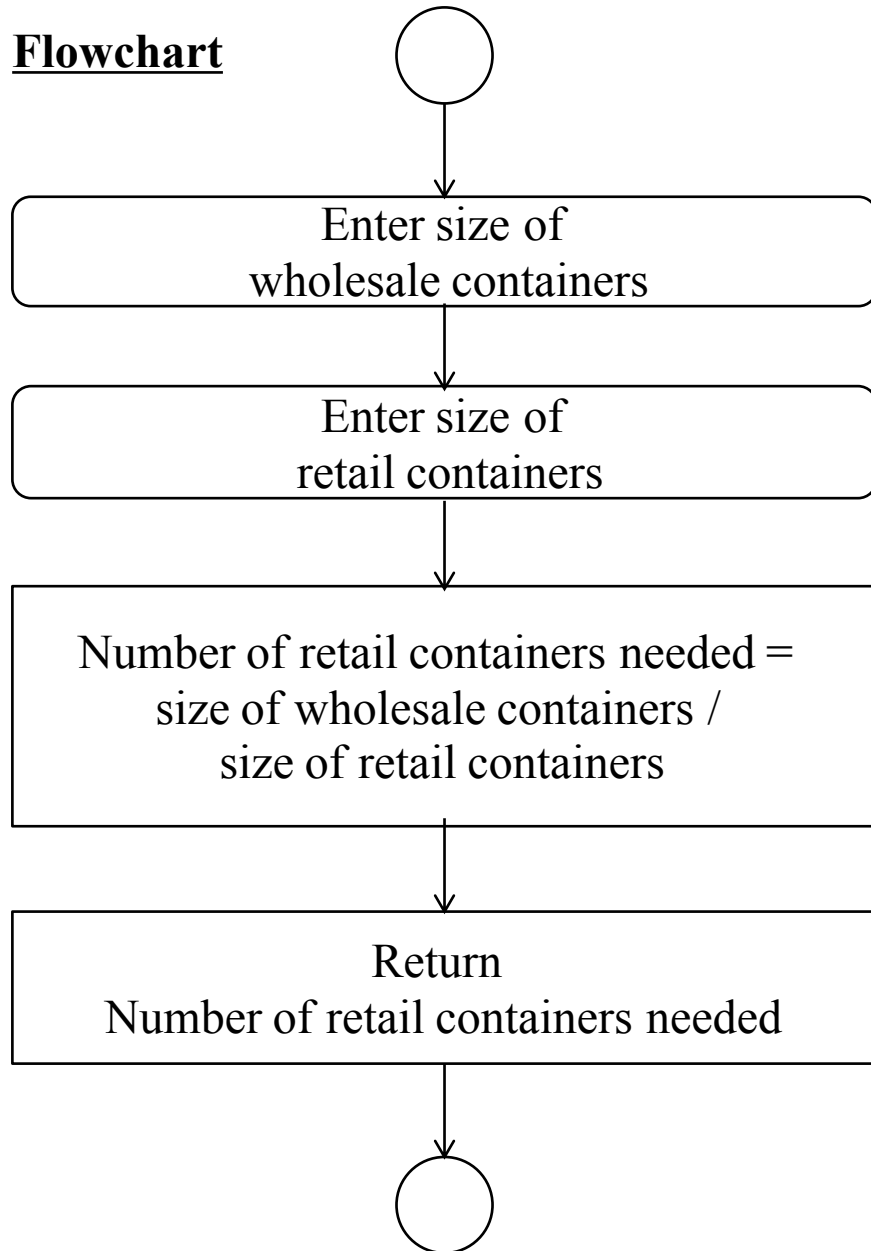 Flowchart
Enter size of
wholesale containers
Enter size of
retail containers
Number of retail containers needed =
size of wholesale containers /
size of retail containers
Return
Number of retail containers needed